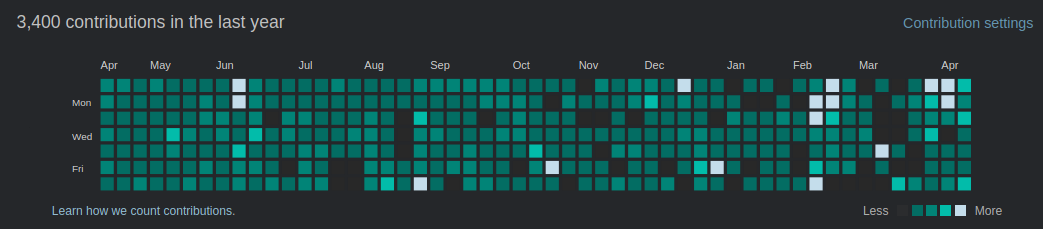 3,400 contributions in the last year
Contribution settings
Apr May Jun Jul Aug Sep Oct Nov Dec Jan Feb Mar Apr
Mon
Wed
Fri
Learn how we count contributions.
Less More